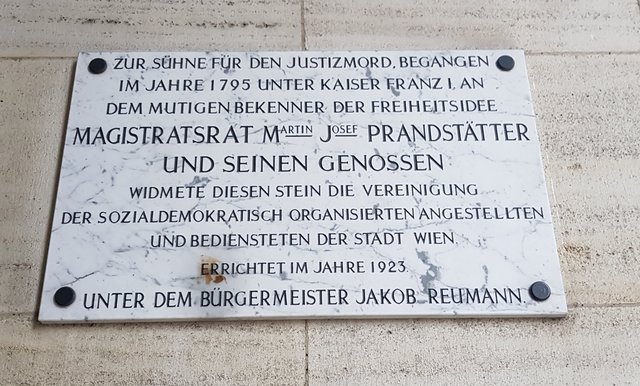 ZUR SÜHNE FÜR DEN JUSTIZMORD, BEGANGEN
IM JAHRE 1795 UNTER KAISER FRANZ I. AN
DEM MUTIGEN BEKENNER DER FREIHEITSIDEE
MAGISTRATSRAT MARTIN JOSEF PRANDSTÄTTER
UND SEINEN GENOSSEN
WIDMETE DIESEN STEIN DIE VEREINIGUNG
DER SOZIALDEMOKRATISCH ORGANISIERTEN ANGESTELLTEN
UND BEDIENSTETEN DER STADT WIEN.
ERRICHTET IM JAHRE 1923.
UNTER DEM BÜRGERMEISTER JAKOB REUMANN.